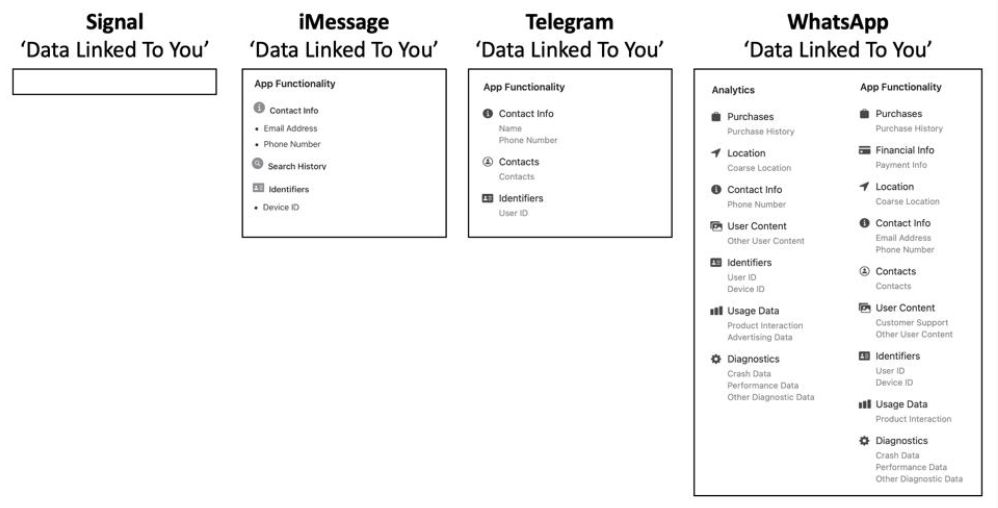 Signal
'Data Linked To You'
iMessage
'Data Linked To You'
App Functionality
Contact Info
• Email Address
• Phone Number
Search History
Identifiers
• Device ID
Telegram
'Data Linked To You'
App Functionality
Contact Info
Name
Phone Number
Contacts
Contacts
Identifiers
User ID
WhatsApp
'Data Linked To You'
Analytics
Purchases
Purchase History
Location
Coarse Location
Contact Info
Phone Number
User Content
Other User Content
Identifiers
User ID
Device ID
Usage Data
Product Interaction
Advertising Data
Diagnostics
Crash Data
Performance Data
Other Diagnostic Data
App Functionality
Purchases
Purchase History
Financial Info
Payment Info
Location
Coarse Location
Contact Info
Email Address
Phone Number
Contacts
Contacts
User Content
Customer Support
Other User Content
Identifiers
User ID
Device ID
Usage Data
Product Interaction
Diagnostics
Crash Data
Performance Data
Other Diagnostic Data